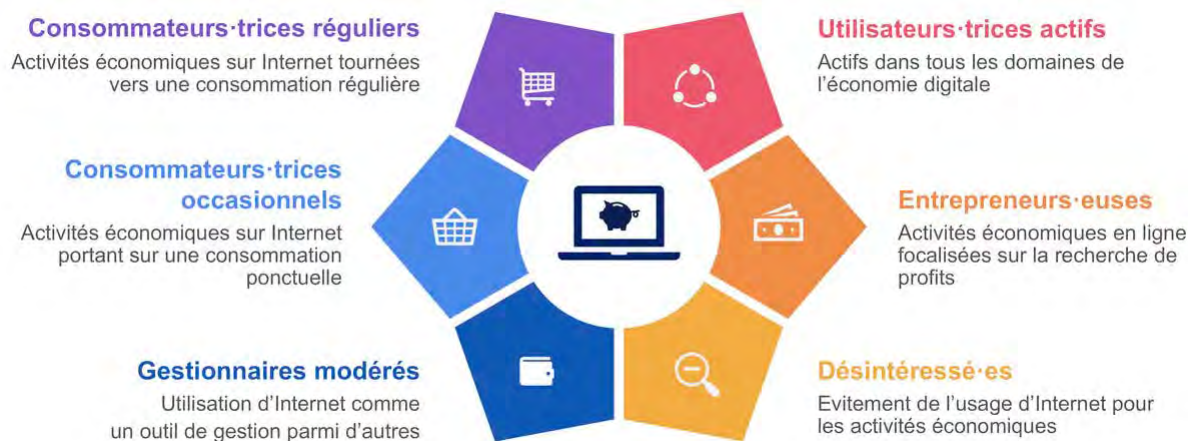 Consommateurs·trices réguliers
Activités économiques sur Internet tournées
vers une consommation régulière
Utilisateurs·trices actifs
Actifs dans tous les domaines de
l’économie digitale
Consommateurs·trices
occasionnels
Activités économiques sur Internet
portant sur une consommation
ponctuelle
Entrepreneurs·euses
Activités économiques en ligne
focalisées sur la recherche de
profits
Gestionnaires modérés
Utilisation d’Internet comme
un outil de gestion parmi d’autres
Désintéressé·es
Evitement de l’usage d’Internet pour
les activités économiques